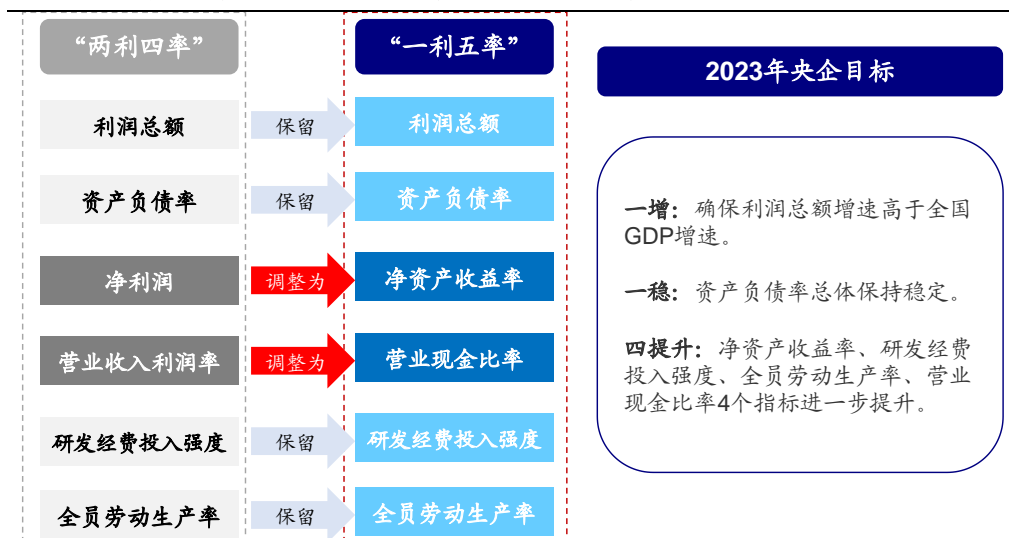 “两利四率”
“一利五率”
2023年央企目标
利润总额
保留
利润总额
资产负债率
保留
资产负债率
净利润
调整为
净资产收益率
营业收入利润率
调整为
营业现金比率
研发经费投入强度
保留
研发经费投入强度
全员劳动生产率
保留
全员劳动生产率
一增：确保利润总额增速高于全国
GDP增速。
一稳：资产负债率总体保持稳定。
四提升：净资产收益率、研发经费
投入强度、全员劳动生产率、营业
现金比率4个指标进一步提升。